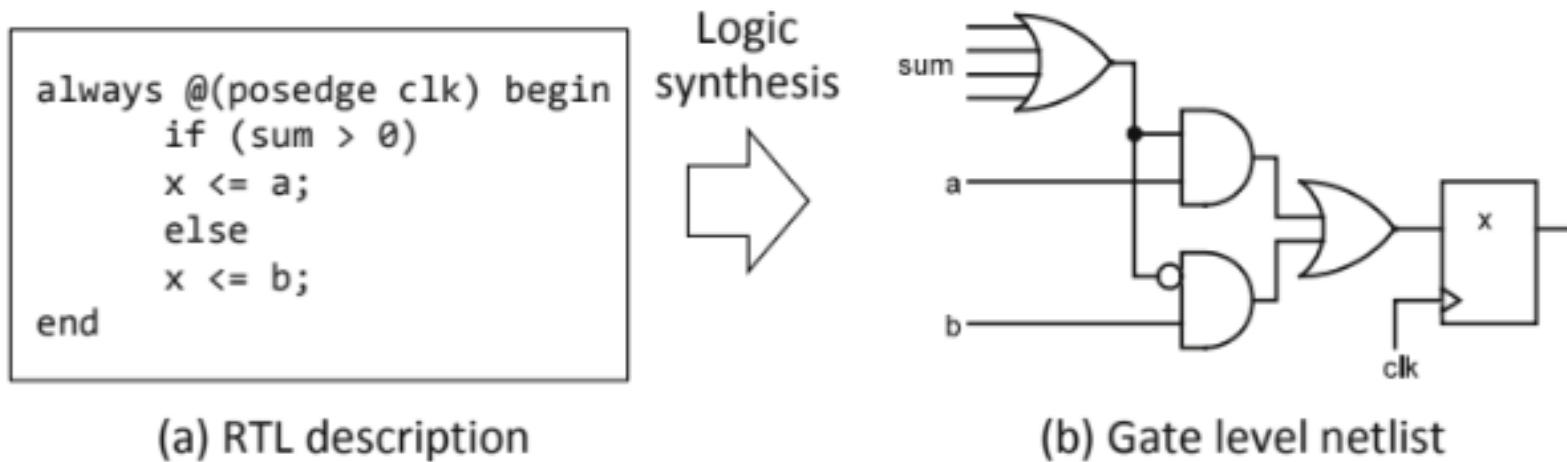 always @(posedge clk) begin
if (sum > 0)
x <= a;
else
x <= b;
end
(a) RTL description
Logic
synthesis
sum
a
b
x
clk
(b) Gate level netlist